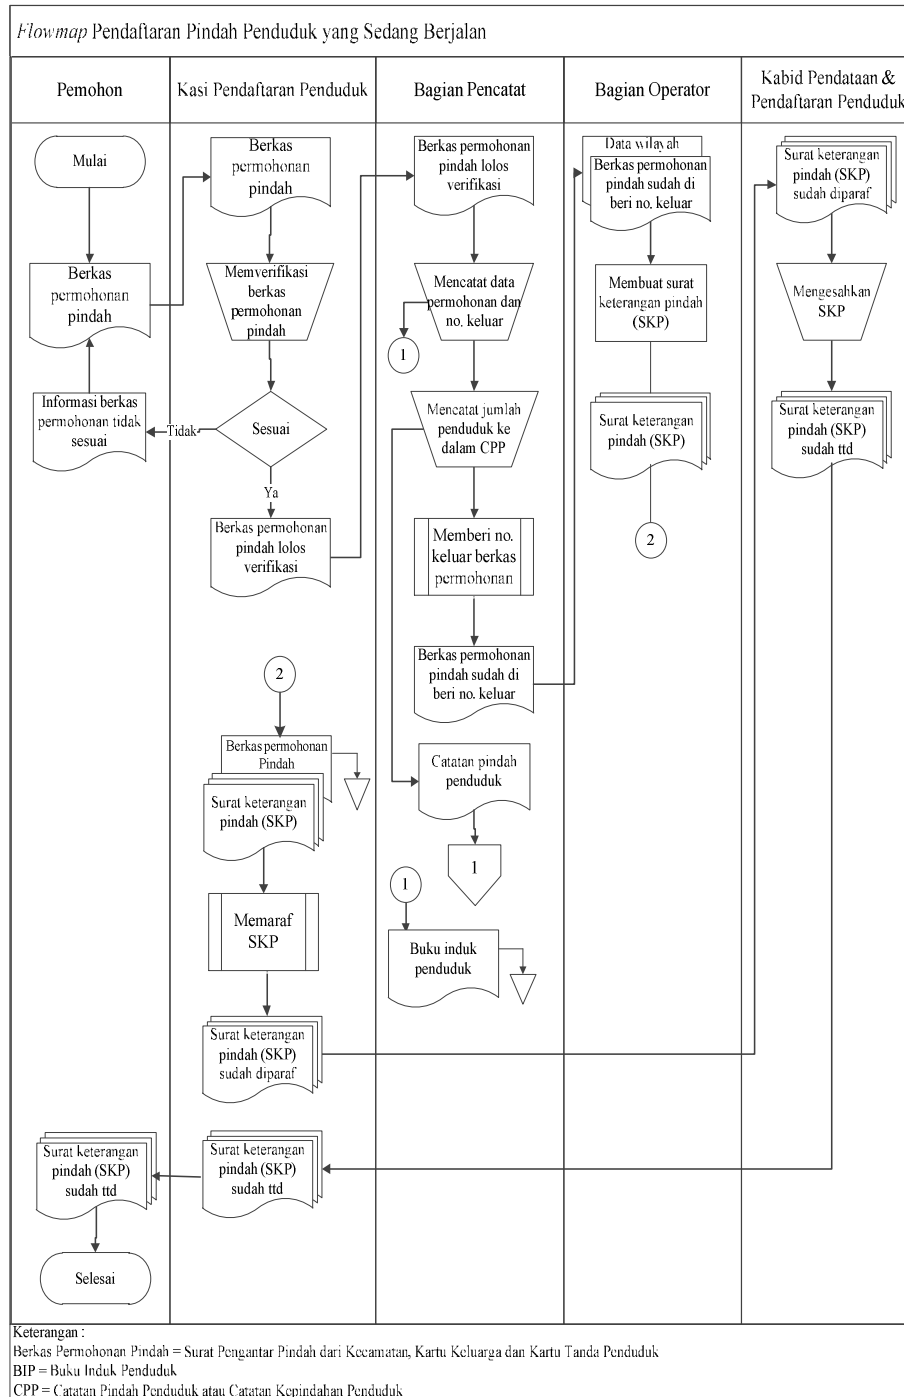 Flowmap Pendaftaran Pindah Penduduk yang Sedang Berjalan
Pemohon
Kasi Pendaftaran Penduduk
Bagian Pencatat
Bagian Operator
Kabid Pendataan &
Pendaftaran Penduduk
Mulai
Berkas
permohonan
pindah
Informasi berkas
permohonan tidak
sesuai
Berkas
permohonan
pindah
Memverifikasi
berkas
permohonan
pindah
Sesuai
Tidak
Ya
Berkas permohonan
pindah lolos
verifikasi
Berkas permohonan
pindah lolos
verifikasi
Mencatat data
permohonan dan
no. keluar
1
Mencatat jumlah
penduduk ke
dalam CPP
Memberi no.
keluar berkas
permohonan
Berkas permohonan
pindah sudah di
beri no. keluar
Catatan pindah
penduduk
1
1
Buku induk
penduduk
Data wilayah
Berkas permohonan
pindah sudah di
beri no. keluar
Membuat surat
keterangan pindah
(SKP)
Surat keterangan
pindah (SKP)
2
2
Berkas permohonan
Pindah
Surat keterangan
pindah (SKP)
Memaraf
SKP
Surat keterangan
pindah (SKP)
sudah diparaf
Surat keterangan
pindah (SKP)
sudah diparaf
Mengesahkan
SKP
Surat keterangan
pindah (SKP)
sudah ttd
Surat keterangan
pindah (SKP)
sudah ttd
Surat keterangan
pindah (SKP)
sudah ttd
Selesai
Keterangan :
Berkas Permohonan Pindah = Surat Pengantar Pindah dari Kecamatan, Kartu Keluarga dan Kartu Tanda Penduduk
BIP = Buku Induk Penduduk
CPP = Catatan Pindah Penduduk atau Catatan Kepindahan Penduduk